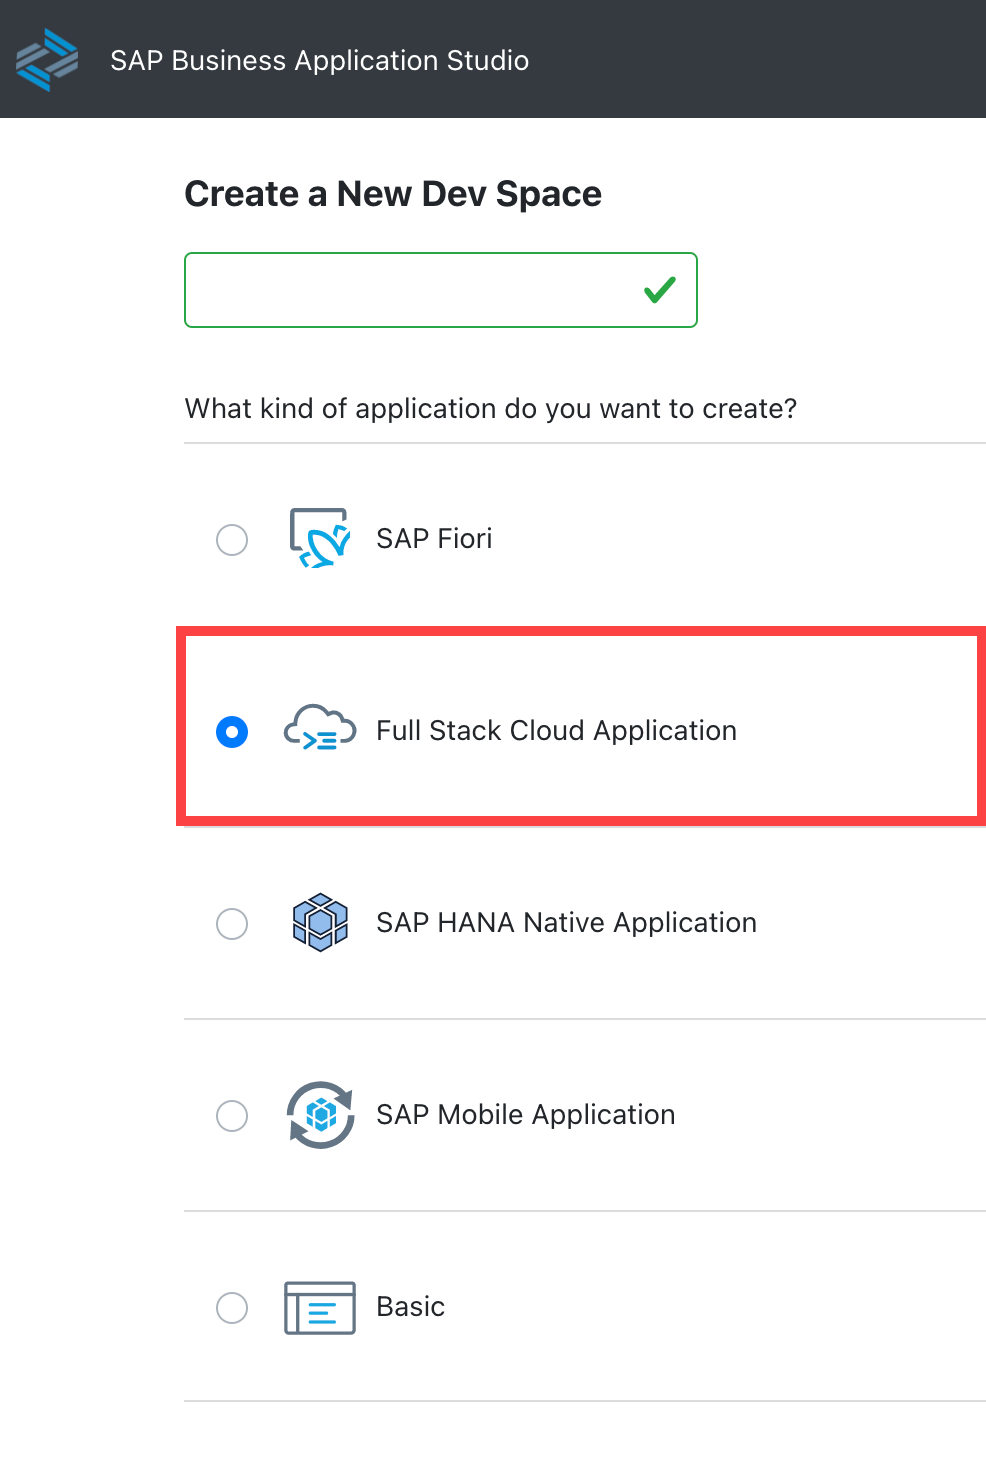 SAP Business Application Studio
Create a New Dev Space
What kind of application do you want to create?
SAP Fiori
Full Stack Cloud Application
SAP HANA Native Application
SAP Mobile Application
Basic